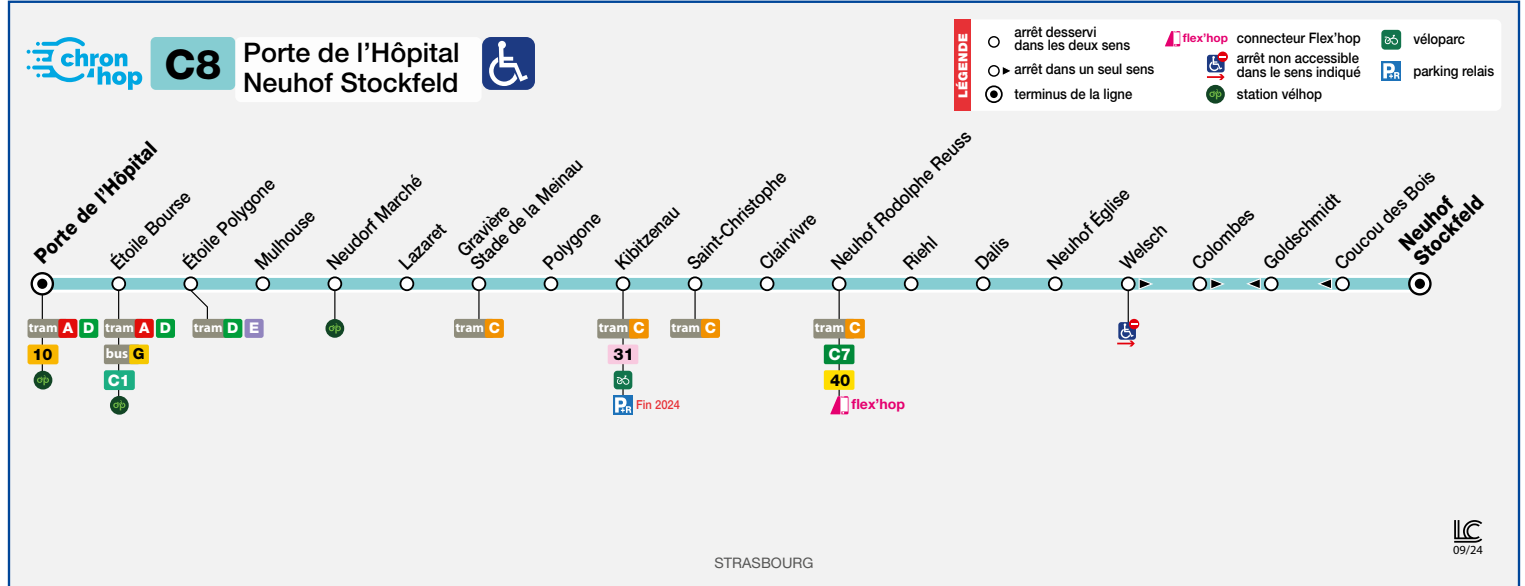 chron
hop
C8
Porte de l'Hôpital
Neuhof Stockfeld
LÉGENDE
arrêt desservi
dans les deux sens
arrêt dans un seul sens
terminus de la ligne
flex'hop connecteur Flex'hop
arrêt non accessible
dans le sens indiqué
station vélhop
véloparc
P+R parking relais
Porte de l'Hôpital
Étoile Bourse
Étoile Polygone
Mulhouse
Neudorf Marché
Lazaret
Gravière
Stade de la Meinau
Polygone
Kibitzenau
Saint-Christophe
Clairvivre
Neuhof Rodolphe Reuss
Riehl
Dalis
Neuhof Église
Welsch
Colombes
Goldschmidt
Coucou des Bois
Neuhof
Stockfeld
tram A D
10
tram A D
bus G
C1
tram D E
tram C
tram C
31
P+R Fin 2024
tram C
tram C
C7
40
flex'hop
STRASBOURG
LC
09/24